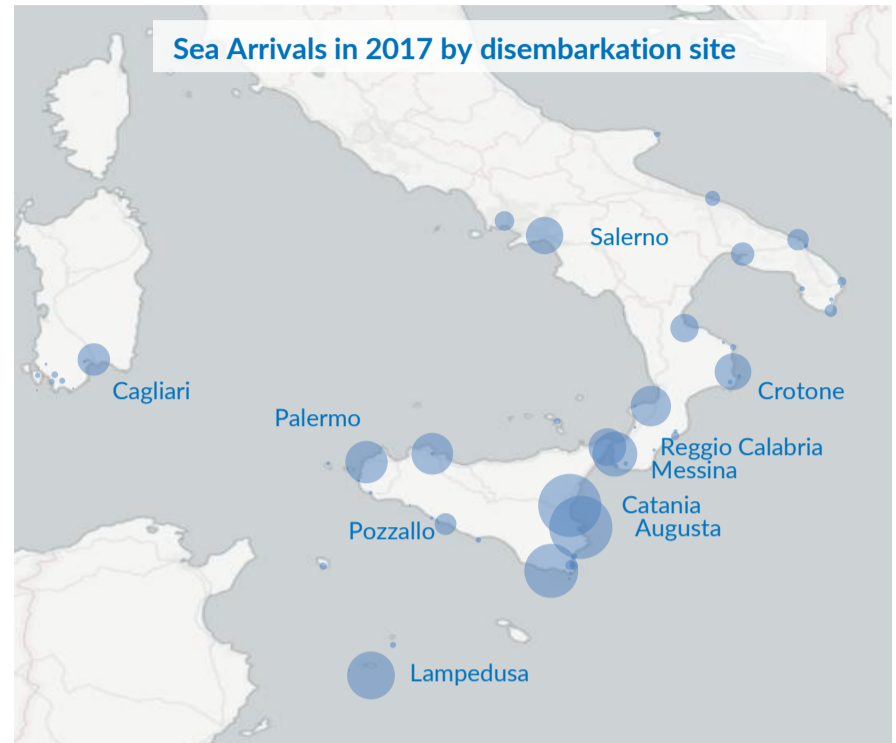 Sea Arrivals in 2017 by disembarkation site
Salerno
Cagliari
Crotone
Palermo
Reggio Calabria
Messina
Catania
Pozzallo
Augusta
Lampedusa